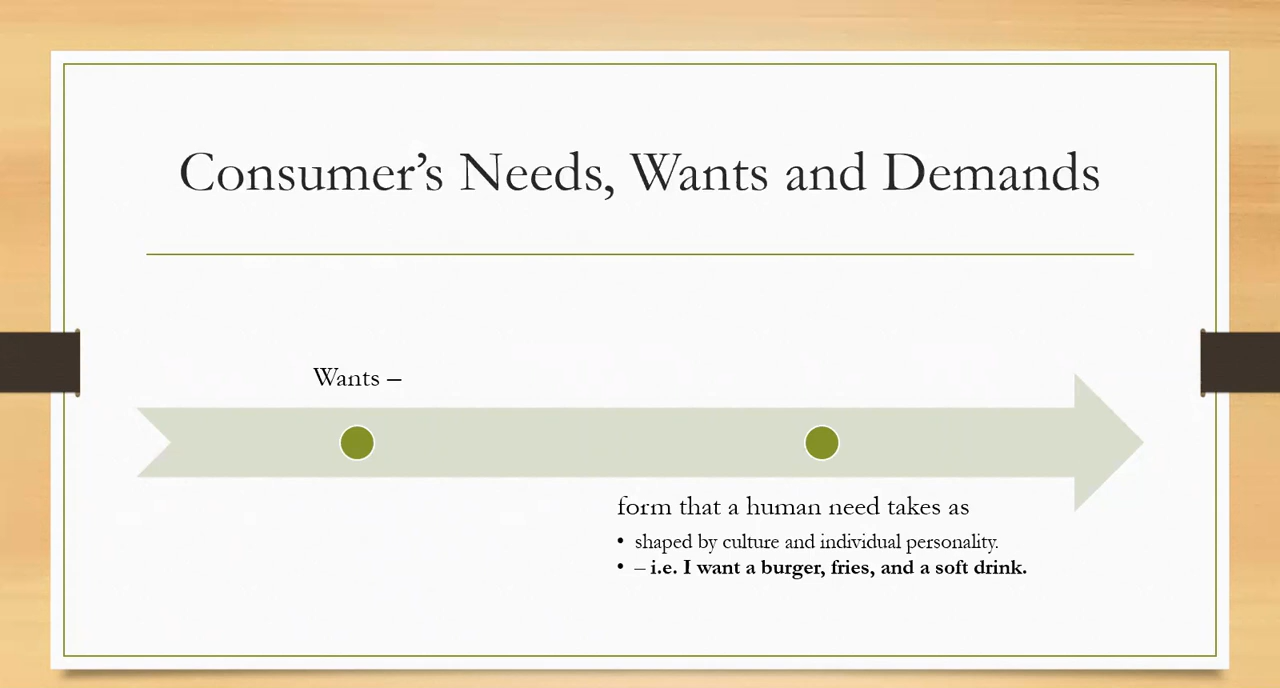 Consumer’s Needs, Wants and Demands
Wants –
form that a human need takes as
• shaped by culture and individual personality.
• – i.e. I want a burger, fries, and a soft drink.